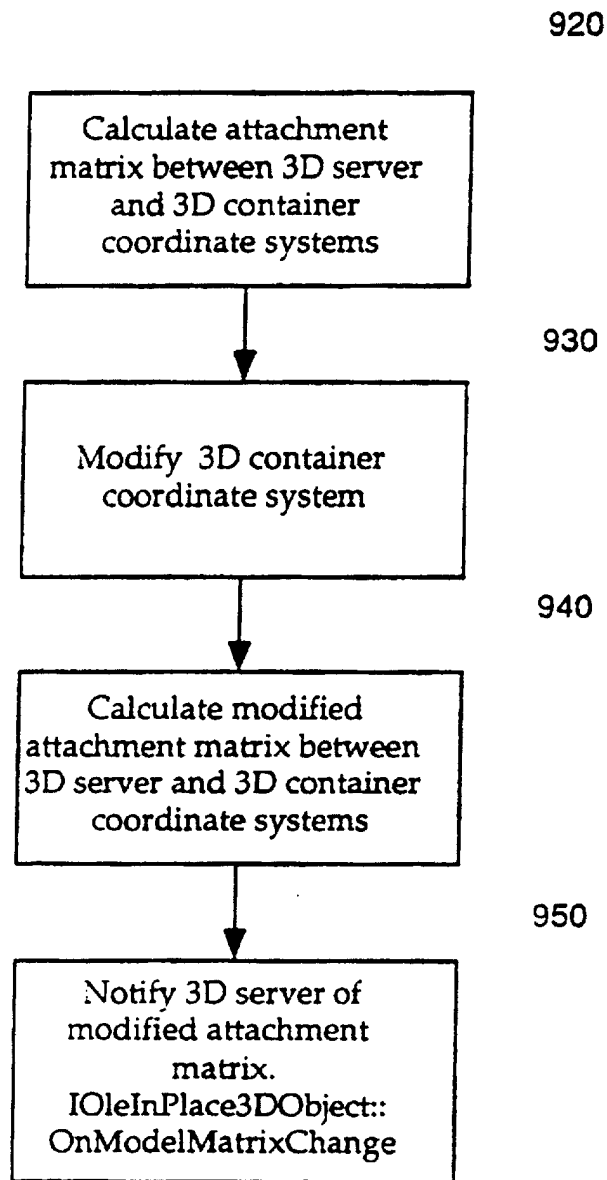 920
Calculate attachment
matrix between 3D server
and 3D container
coordinate systems
930
Modify 3D container
coordinate system
940
Calculate modified
attachment matrix between
3D server and 3D container
coordinate systems
950
Notify 3D server of
modified attachment
matrix.
IOleInPlace3DObject::
OnModelMatrixChange